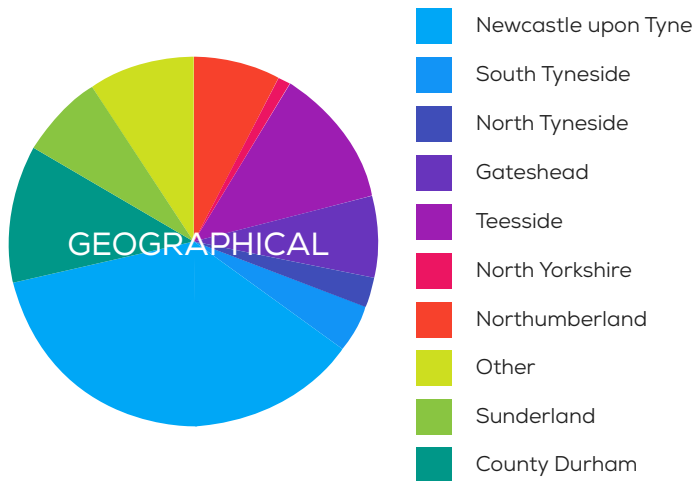 GEOGRAPHICAL
Newcastle upon Tyne
South Tyneside
North Tyneside
Gateshead
Teesside
North Yorkshire
Northumberland
Other
Sunderland
County Durham